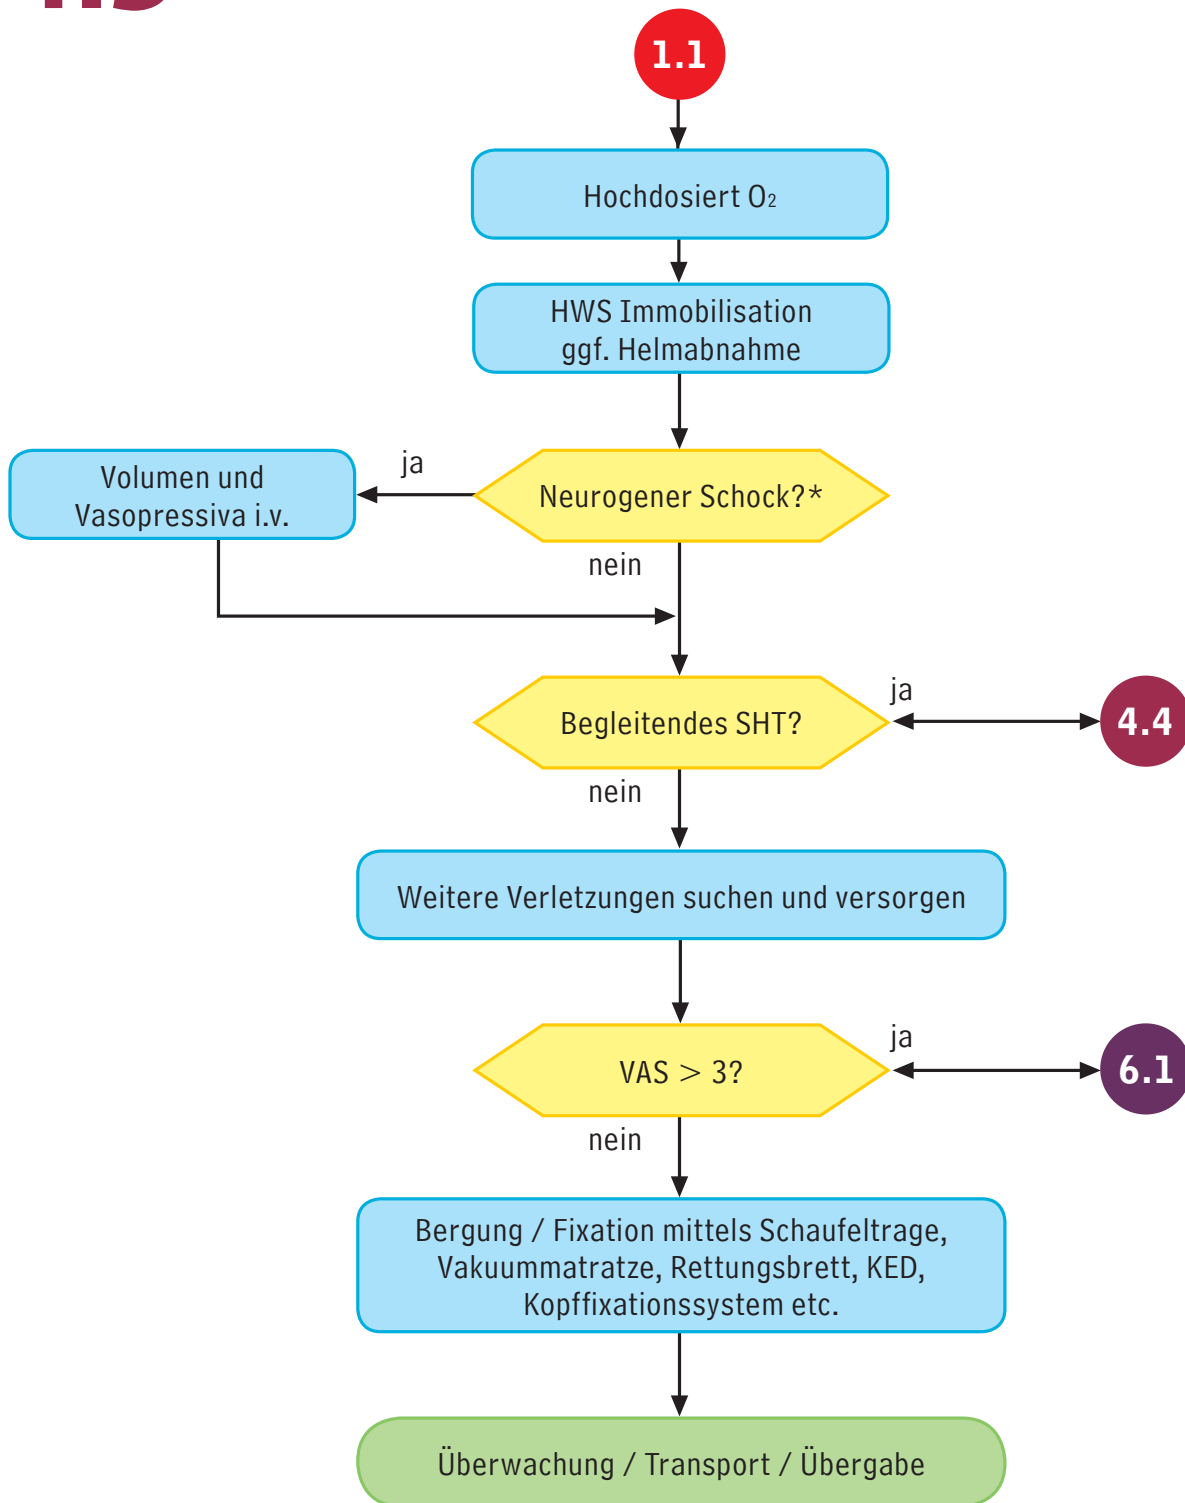 1.1
Hochdosiert O₂
HWS Immobilisation
ggf. Helmabnahme
ja
Neurogener Schock?*
Volumen und
Vasopressiva i.v.
nein
ja
Begleitendes SHT?
4.4
nein
Weitere Verletzungen suchen und versorgen
ja
VAS > 3?
6.1
nein
Bergung / Fixation mittels Schaufeltrage,
Vakuummatratze, Rettungsbrett, KED,
Kopffixationssystem etc.
Überwachung / Transport / Übergabe